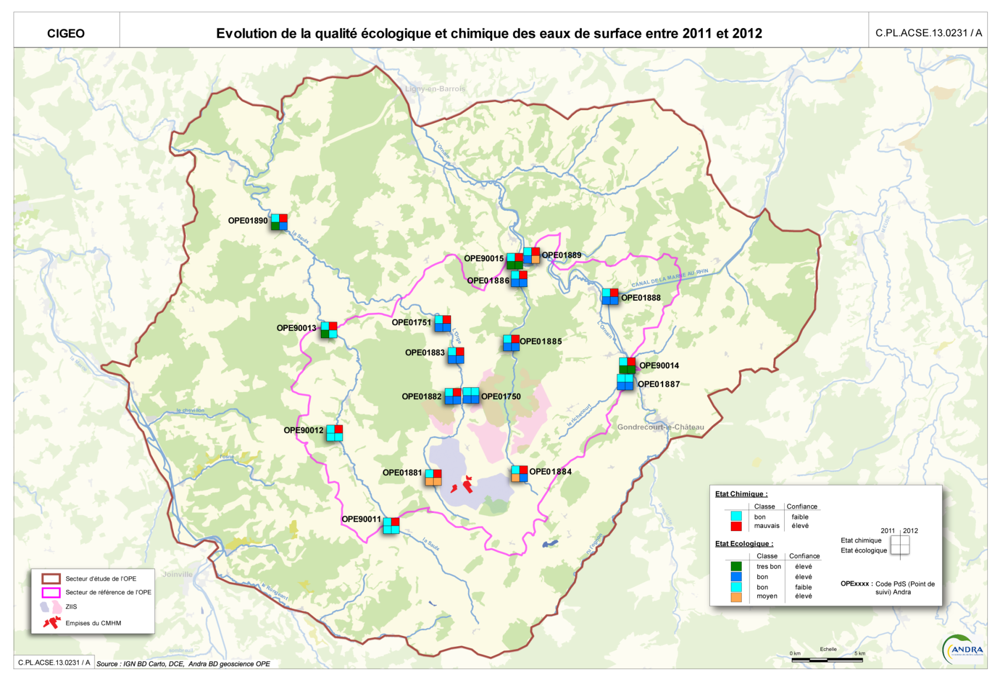 CIGEO
Evolution de la qualité écologique et chimique des eaux de surface entre 2011 et 2012
C.PL.ACSE.13.0231 / A
Ligny-en-Barrois
L'Ornain
MEUSE
OPE01890
la Saulx
OPE90015
OPE01889
OPE01886
CANAL DE LA MARNE AU RHIN
OPE01888
OPE90013
OPE01751
L'Orge
L'Ornain
OPE01885
OPE01883
la Marne
OPE90014
OPE01887
OPE01882
OPE01750
le chevillon
le richecourt
Gondrecourt-le-Château
OPE90012
l'osne
OPE01881
OPE01884
OPE90011
la Saulx
la maldite
ru l'ognon
Joinville
le Rongeant
sombreuil
Etat Chimique :
Classe Confiance
bon faible
mauvais élevé
Etat Ecologique :
Classe Confiance
tres bon élevé
bon élevé
bon faible
moyen élevé
2011 2012
Etat chimique
Etat écologique
OPExxxx : Code PdS (Point de
suivi) Andra
Secteur d'étude de l'OPE
Secteur de référence de l'OPE
ZIIS
Empises du CMHM
Echelle
0 km 5 km
ANDRA
C.PL.ACSE.13.0231 / A
Source : IGN BD Carto, DCE, Andra BD geoscience OPE